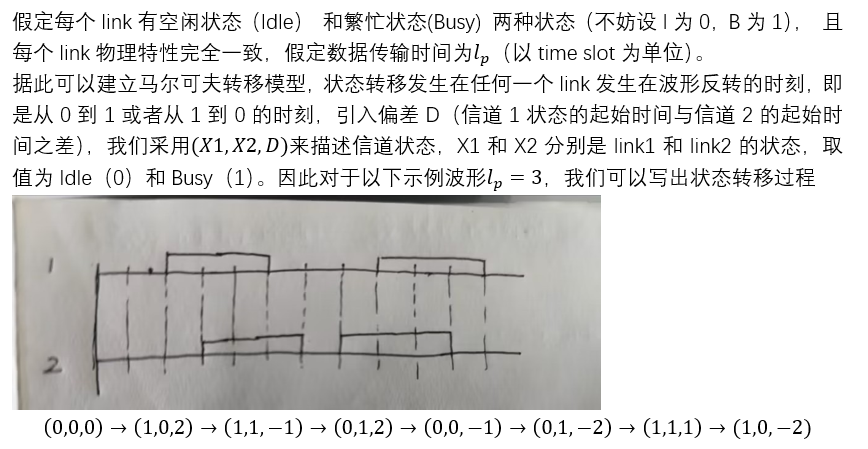 假定每个 link 有空闲状态（Idle） 和繁忙状态(Busy) 两种状态（不妨设 I 为 0，B 为 1）， 且
每个 link 物理特性完全一致，假定数据传输时间为lₚ（以 time slot 为单位）。
据此可以建立马尔可夫转移模型，状态转移发生在任何一个 link 发生在波形反转的时刻，即
是从 0 到 1 或者从 1 到 0 的时刻，引入偏差 D（信道 1 状态的起始时间与信道 2 的起始时
间之差），我们采用(X1, X2, D)来描述信道状态，X1 和 X2 分别是 link1 和 link2 的状态，取
值为 Idle（0）和 Busy（1）。因此对于以下示例波形lₚ = 3，我们可以写出状态转移过程
1
2
(0,0,0) → (1,0,2) → (1,1,−1) → (0,1,2) → (0,0,−1) → (0,1,−2) → (1,1,1) → (1,0,−2)